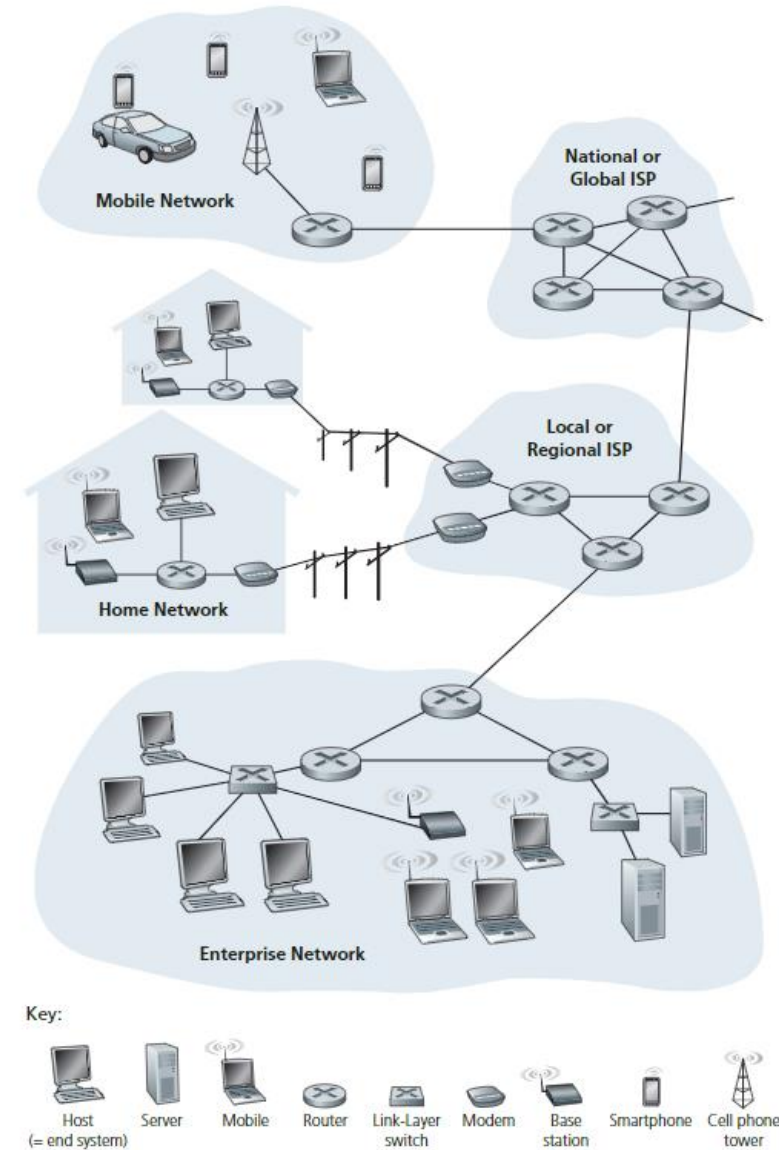 Mobile Network
National or
Global ISP
Local or
Regional ISP
Home Network
Enterprise Network
Key:
Host
(= end system)
Server
Mobile
Router
Link-Layer
switch
Modem
Base
station
Smartphone
Cell phone
tower